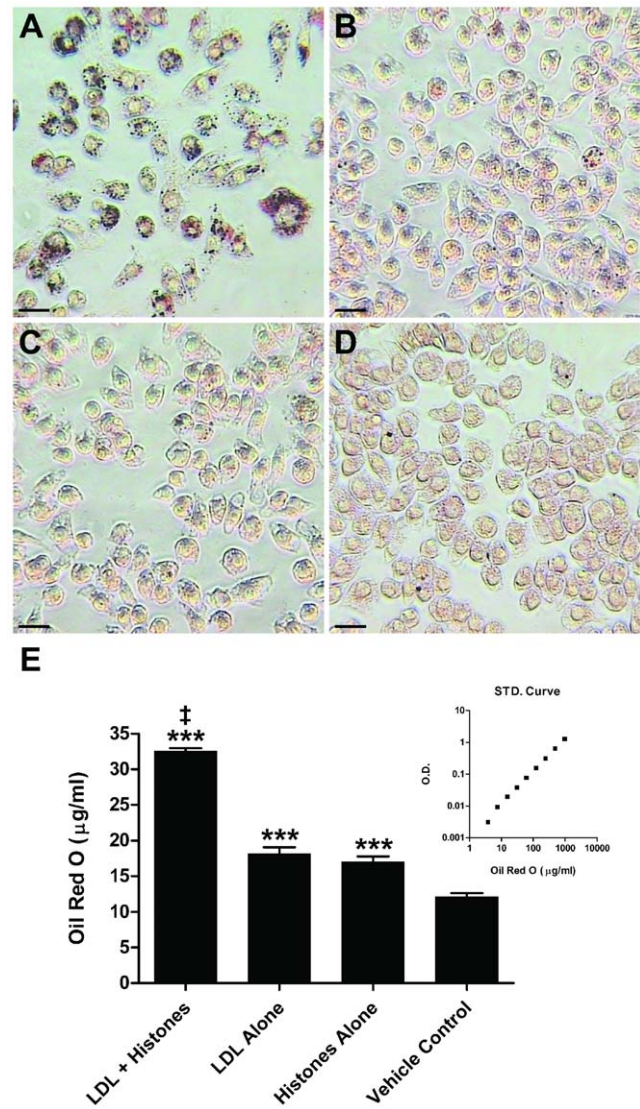 A
B
C
D
E
STD. Curve
10
1
0.1
0.01
0.001
O.D.
1
10
100
1000
10000
Oil Red O (μg/ml)
35
30
25
20
15
10
5
0
Oil Red O (μg/ml)
‡
***
***
***
LDL + Histones
LDL Alone
Histones Alone
Vehicle Control